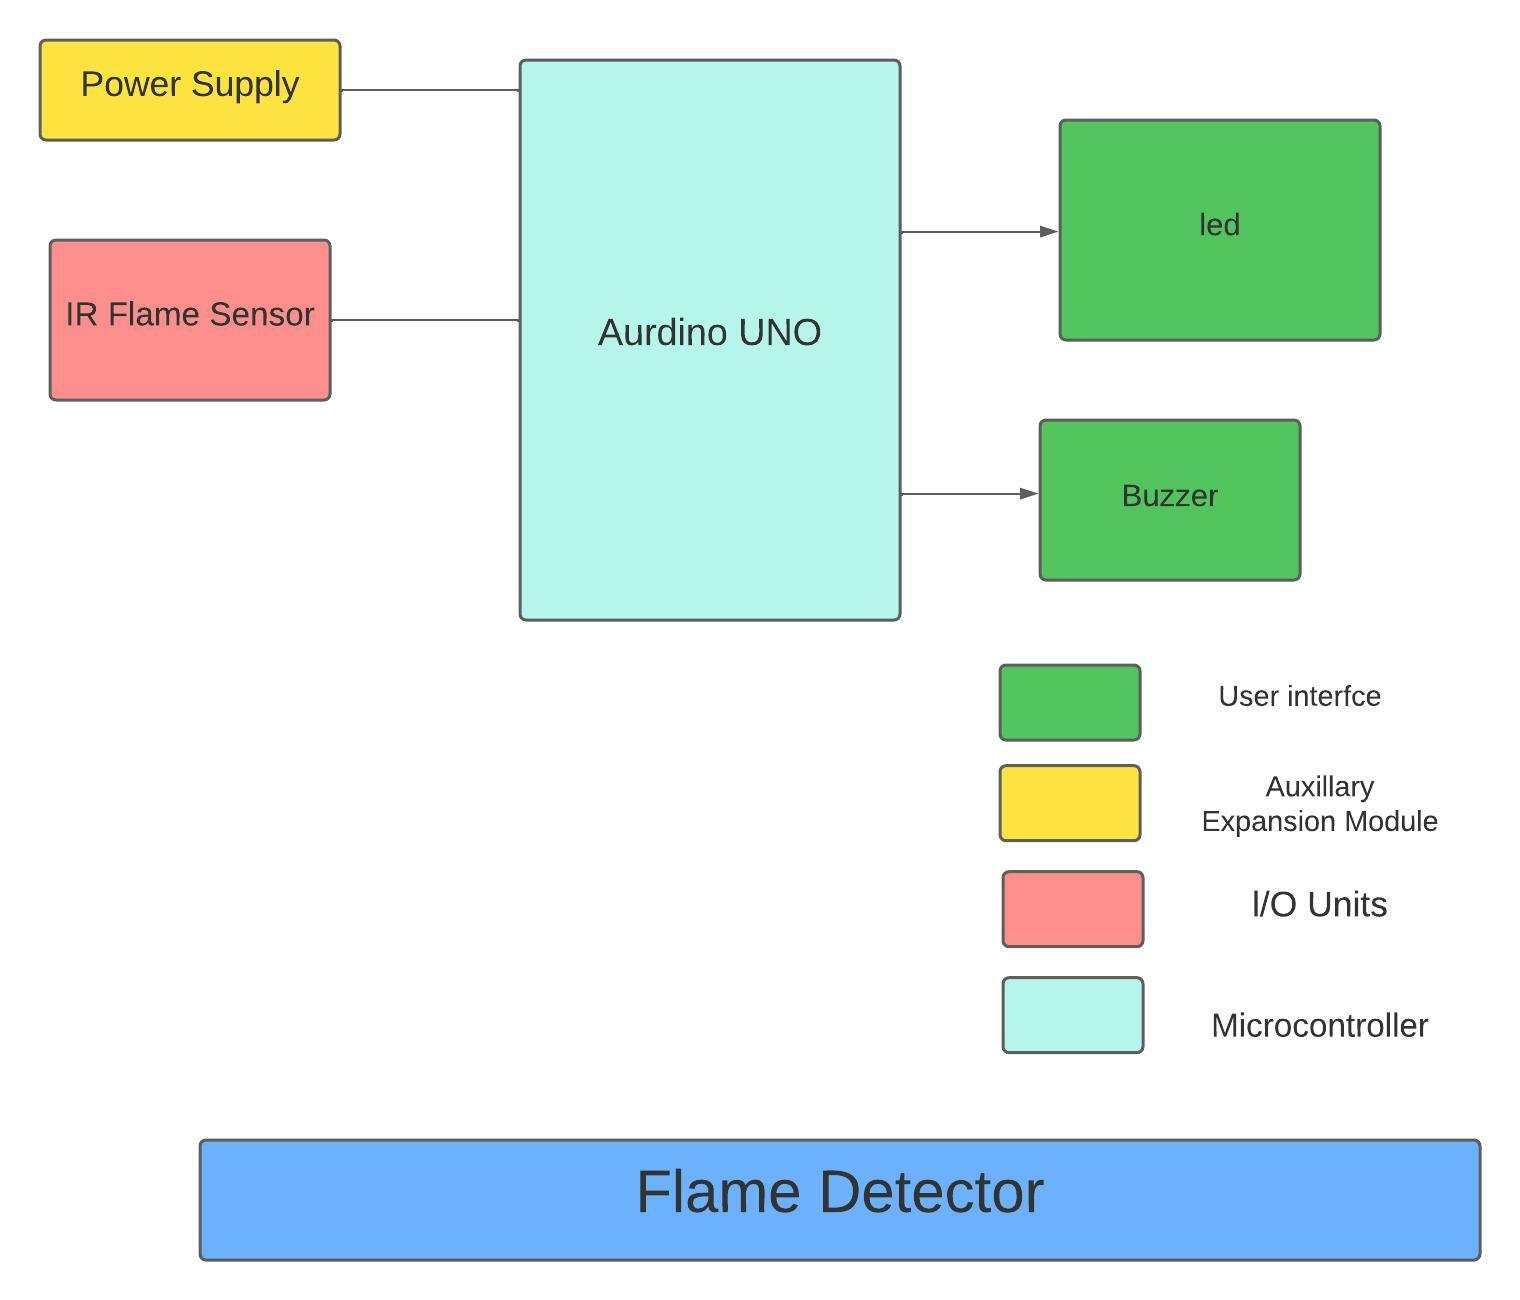 Power Supply
IR Flame Sensor
Aurdino UNO
led
Buzzer
User interfce
Auxillary
Expansion Module
I/O Units
Microcontroller
Flame Detector